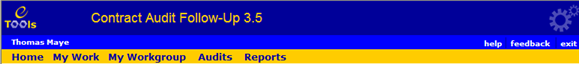 e
TOOls
Contract Audit Follow-Up 3.5
Thomas Maye
help feedback exit
Home My Work My Workgroup Audits Reports